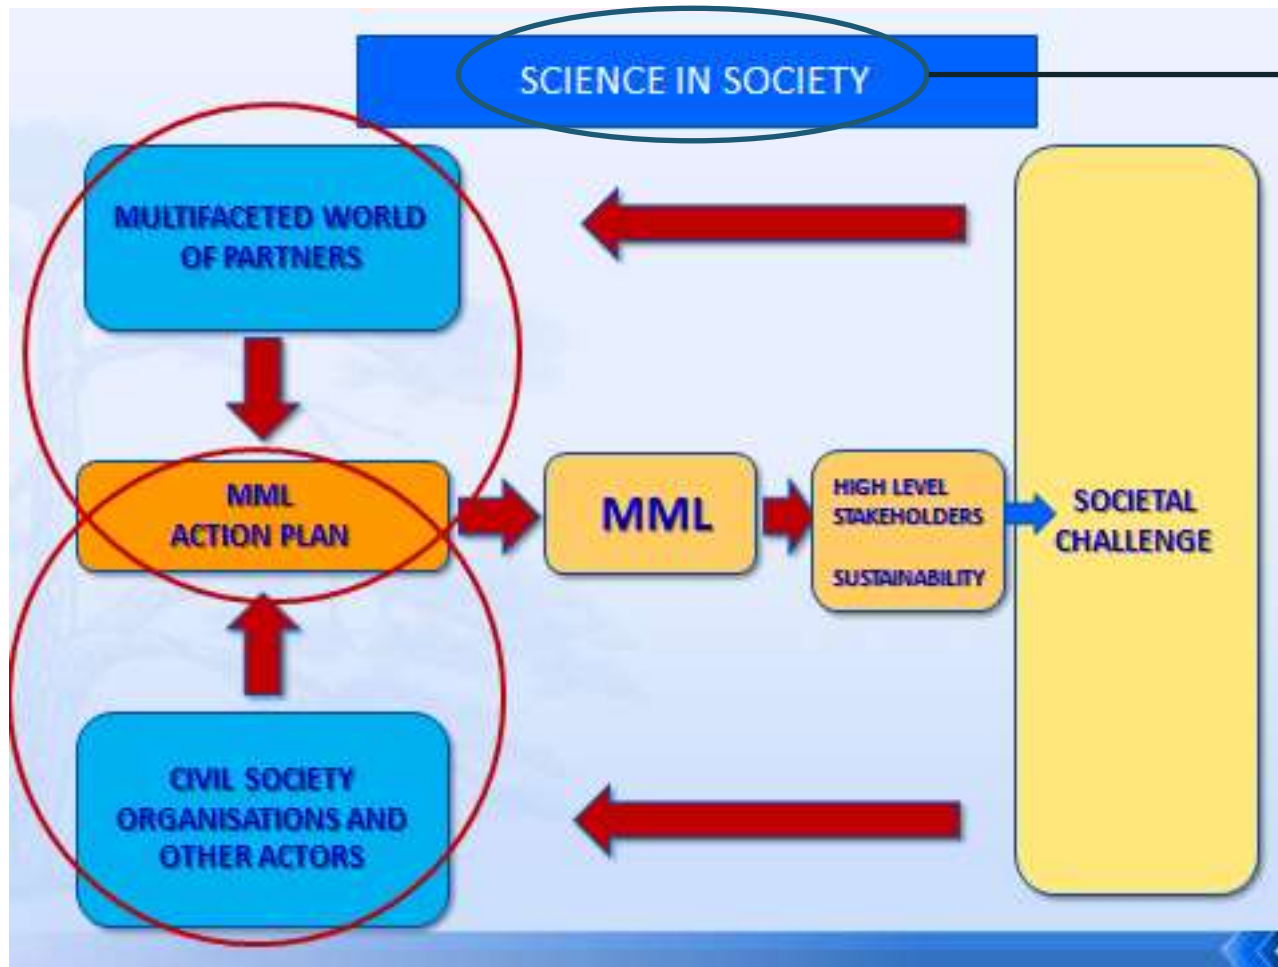 SCIENCE IN SOCIETY
MULTIFACETED WORLD
OF PARTNERS
MML
ACTION PLAN
MML
HIGH LEVEL
STAKEHOLDERS
SUSTAINABILITY
SOCIETAL
CHALLENGE
CIVIL SOCIETY
ORGANISATIONS AND
OTHER ACTORS